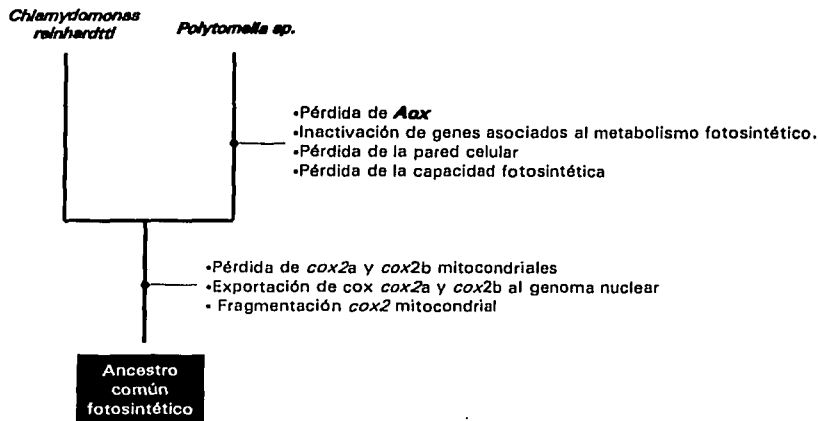 Chlamydomonas
reinhardtti
Polytomella sp.
•Pérdida de Aox
•Inactivación de genes asociados al metabolismo fotosintético.
•Pérdida de la pared celular
•Pérdida de la capacidad fotosintética
•Pérdida de cox2a y cox2b mitocondriales
•Exportación de cox cox2a y cox2b al genoma nuclear
• Fragmentación cox2 mitocondrial
Ancestro
común
fotosintético